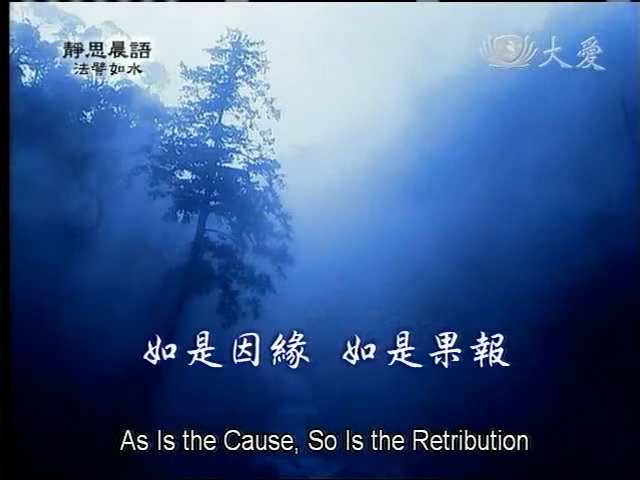 靜思晨語
法譬如水
大愛
如是因緣 如是果報
As Is the Cause, So Is the Retribution